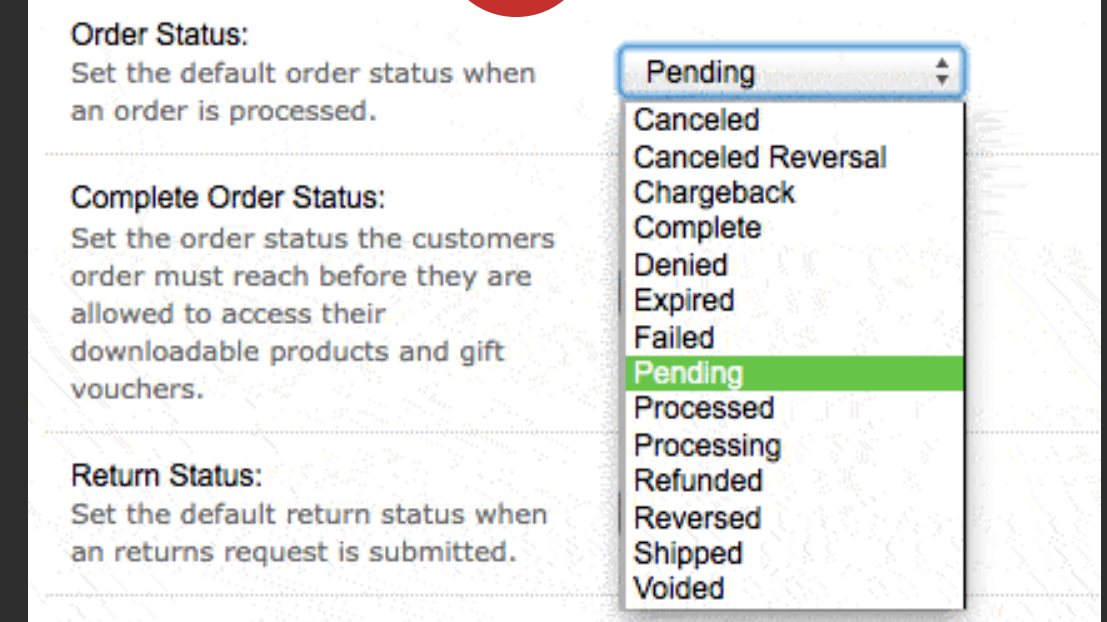 Order Status:
Set the default order status when
an order is processed.
Pending
Canceled
Canceled Reversal
Chargeback
Complete
Denied
Expired
Failed
Pending
Processed
Processing
Refunded
Reversed
Shipped
Voided
Complete Order Status:
Set the order status the customers
order must reach before they are
allowed to access their
downloadable products and gift
vouchers.
Return Status:
Set the default return status when
an returns request is submitted.